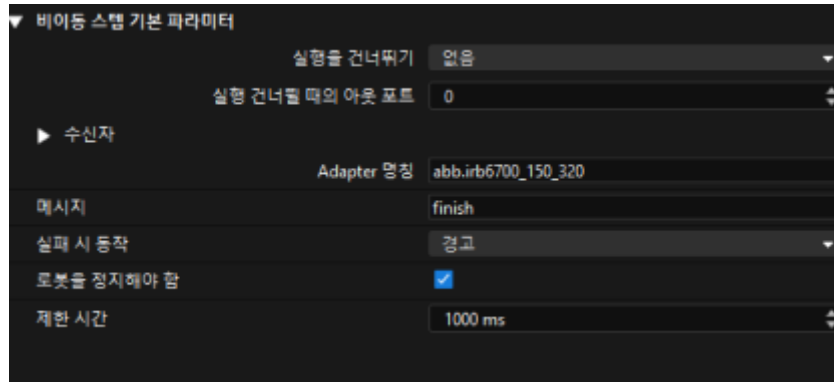 비이동 스텝 기본 파라미터
실행을 건너뛰기 없음
실행 건너뛸 때의 아웃 포트 0
수신자
Adapter 명칭 abb.irb6700_150_320
메시지 finish
실패 시 동작 경고
로봇을 정지해야 함
제한 시간 1000 ms